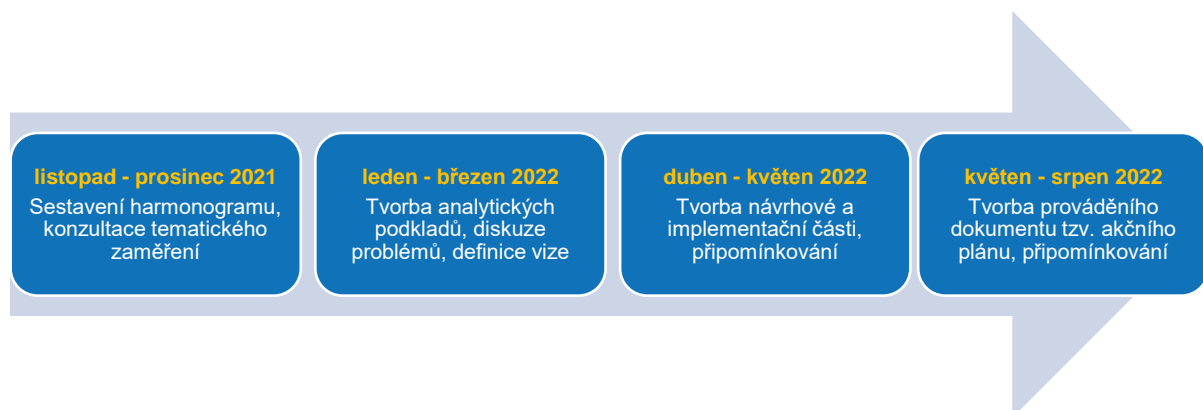 listopad - prosinec 2021
Sestavení harmonogramu,
konzultace tematického
zaměření
leden - březen 2022
Tvorba analytických
podkladů, diskuze
problémů, definice vize
duben - květen 2022
Tvorba návrhové a
implementační části,
připomínkování
květen - srpen 2022
Tvorba prováděního
dokumentu tzv. akčního
plánu, připomínkování